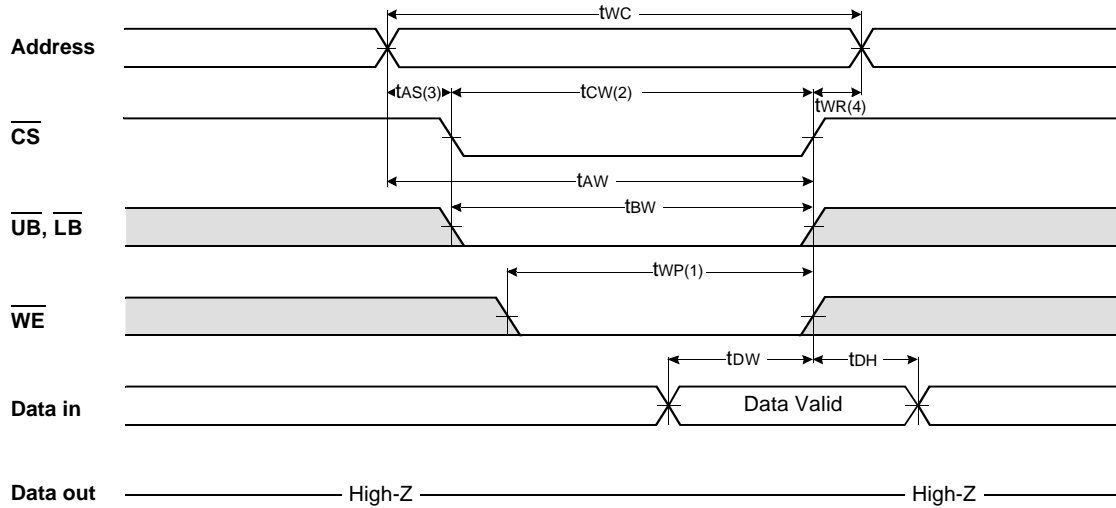 tWC
Address
tAS(3) tCW(2) tWR(4)
CS
tAW
UB, LB
tBW
tWP(1)
WE
tDW tDH
Data in Data Valid
Data out High-Z High-Z